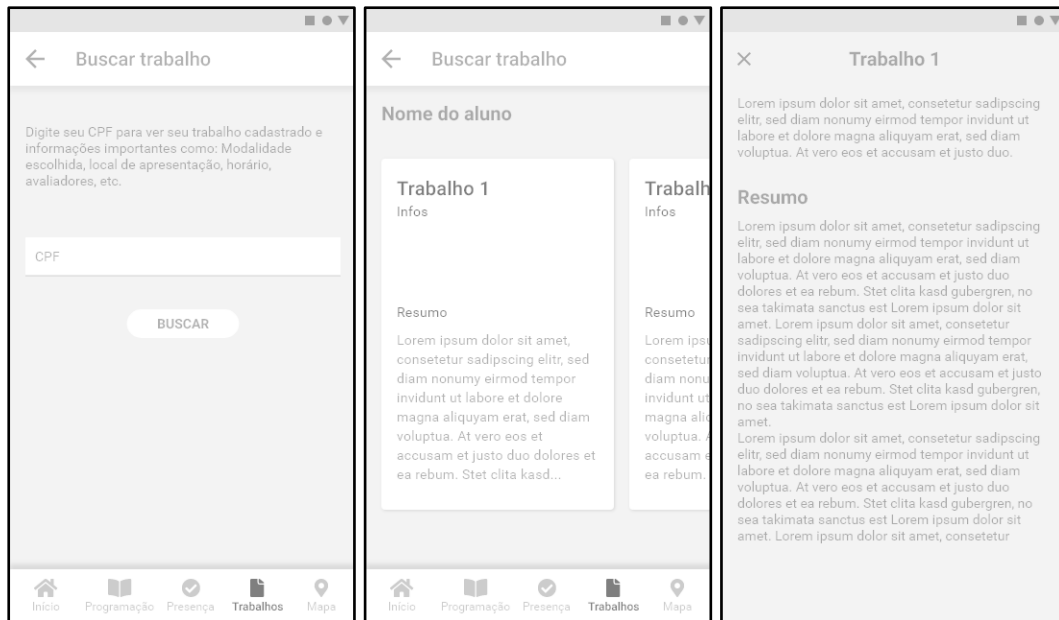 Buscar trabalho
Digite seu CPF para ver seu trabalho cadastrado e
informações importantes como: Modalidade
escolhida, local de apresentação, horário,
avaliadores, etc.
CPF
BUSCAR
Início
Programação
Presença
Trabalhos
Mapa
Buscar trabalho
Nome do aluno
Trabalho 1
Infos
Resumo
Lorem ipsum dolor sit amet,
consetetur sadipscing elitr, sed
diam nonumy eirmod tempor
invidunt ut labore et dolore
magna aliquyam erat, sed diam
voluptua. At vero eos et
accusam et justo duo dolores et
ea rebum. Stet clita kasd...
Trabalh
Infos
Resumo
Lorem ips
consetetur
diam nonu
invidunt ut
magna aliq
voluptua. A
accusam e
ea rebum.
Início
Programação
Presença
Trabalhos
Mapa
Trabalho 1
Lorem ipsum dolor sit amet, consetetur sadipscing
elitr, sed diam nonumy eirmod tempor invidunt ut
labore et dolore magna aliquyam erat, sed diam
voluptua. At vero eos et accusam et justo duo.
Resumo
Lorem ipsum dolor sit amet, consetetur sadipscing
elitr, sed diam nonumy eirmod tempor invidunt ut
labore et dolore magna aliquyam erat, sed diam
voluptua. At vero eos et accusam et justo duo
dolores et ea rebum. Stet clita kasd gubergren, no
sea takimata sanctus est Lorem ipsum dolor sit
amet. Lorem ipsum dolor sit amet, consetetur
sadipscing elitr, sed diam nonumy eirmod tempor
invidunt ut labore et dolore magna aliquyam erat,
sed diam voluptua. At vero eos et accusam et justo
duo dolores et ea rebum. Stet clita kasd gubergren,
no sea takimata sanctus est Lorem ipsum dolor sit
amet.
Lorem ipsum dolor sit amet, consetetur sadipscing
elitr, sed diam nonumy eirmod tempor invidunt ut
labore et dolore magna aliquyam erat, sed diam
voluptua. At vero eos et accusam et justo duo
dolores et ea rebum. Stet clita kasd gubergren, no
sea takimata sanctus est Lorem ipsum dolor sit
amet. Lorem ipsum dolor sit amet, consetetur